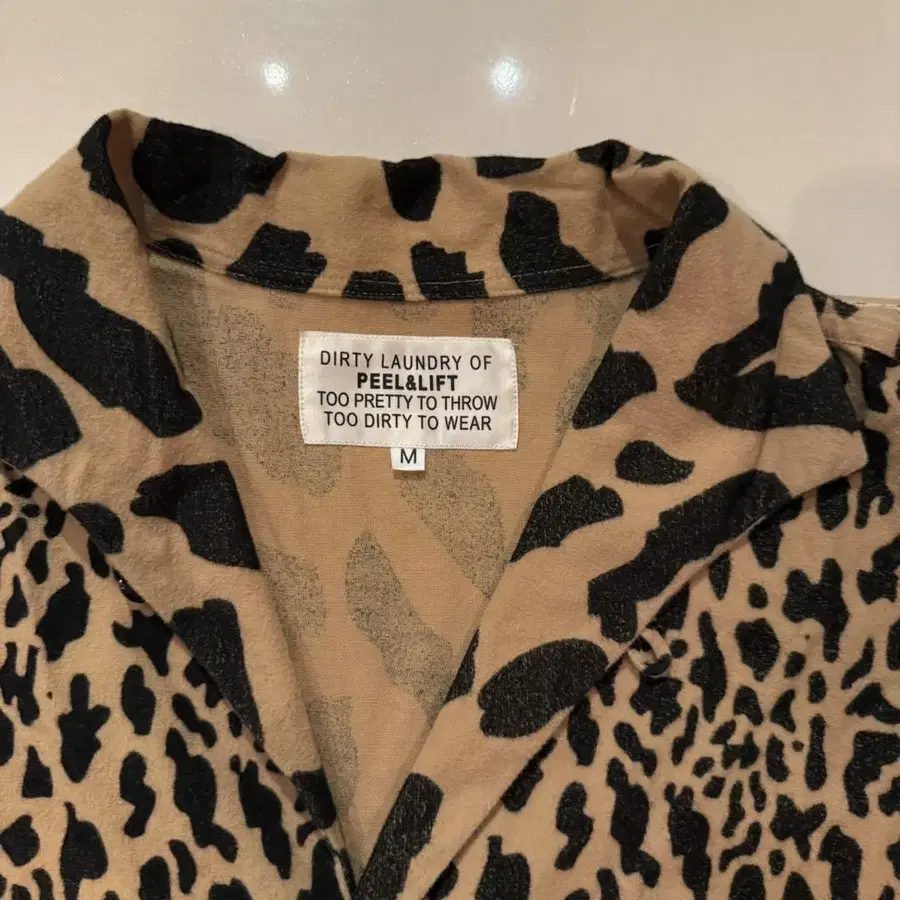 DIRTY LAUNDRY OF
PEEL&LIFT
TOO PRETTY TO THROW
TOO DIRTY TO WEAR
M